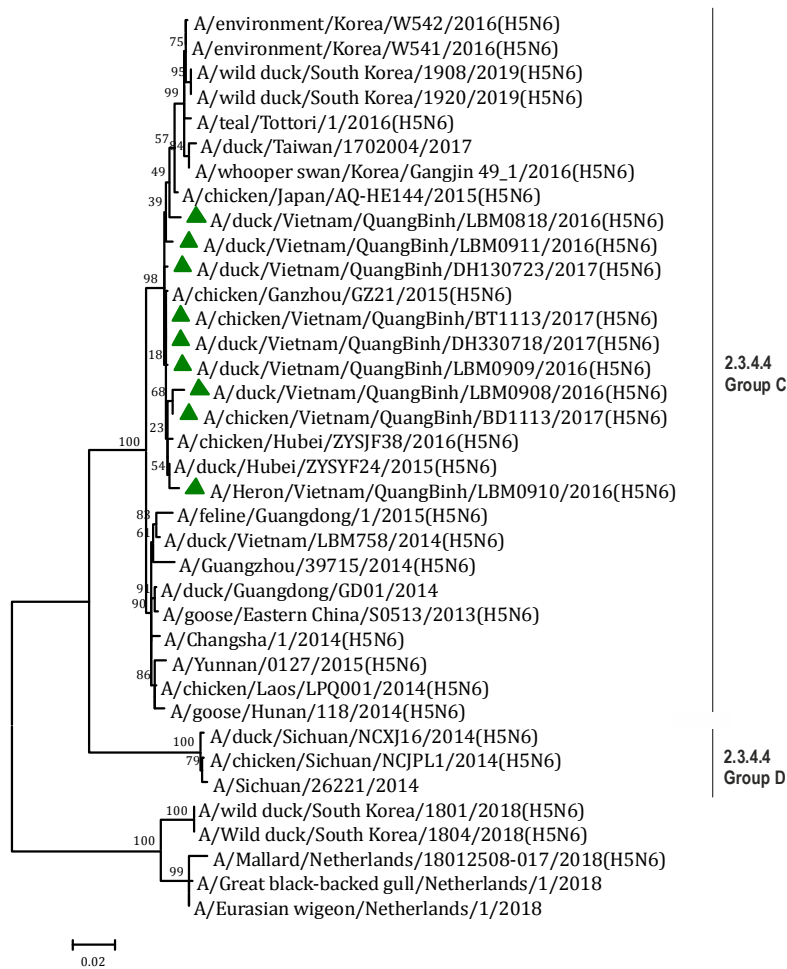 A/environment/Korea/W542/2016(H5N6)
75
A/environment/Korea/W541/2016(H5N6)
95
A/wild duck/South Korea/1908/2019(H5N6)
99
A/wild duck/South Korea/1920/2019(H5N6)
A/teal/Tottori/1/2016(H5N6)
57
A/duck/Taiwan/1702004/2017
49
A/whooper swan/Korea/Gangjin 49_1/2016(H5N6)
39
A/chicken/Japan/AQ-HE144/2015(H5N6)
A/duck/Vietnam/QuangBinh/LBM0818/2016(H5N6)
A/duck/Vietnam/QuangBinh/LBM0911/2016(H5N6)
98
A/duck/Vietnam/QuangBinh/DH130723/2017(H5N6)
A/chicken/Ganzhou/GZ21/2015(H5N6)
A/chicken/Vietnam/QuangBinh/BT1113/2017(H5N6)
A/duck/Vietnam/QuangBinh/DH330718/2017(H5N6)
18
A/duck/Vietnam/QuangBinh/LBM0909/2016(H5N6)
2.3.4.4
Group C
68
A/duck/Vietnam/QuangBinh/LBM0908/2016(H5N6)
A/chicken/Vietnam/QuangBinh/BD1113/2017(H5N6)
23
100
A/chicken/Hubei/ZYSJF38/2016(H5N6)
54
A/duck/Hubei/ZYSYF24/2015(H5N6)
A/Heron/Vietnam/QuangBinh/LBM0910/2016(H5N6)
83
A/feline/Guangdong/1/2015(H5N6)
61
A/duck/Vietnam/LBM758/2014(H5N6)
A/Guangzhou/39715/2014(H5N6)
91
A/duck/Guangdong/GD01/2014
90
A/goose/Eastern China/S0513/2013(H5N6)
A/Changsha/1/2014(H5N6)
A/Yunnan/0127/2015(H5N6)
86
A/chicken/Laos/LPQ001/2014(H5N6)
A/goose/Hunan/118/2014(H5N6)
100
A/duck/Sichuan/NCXJ16/2014(H5N6)
79
A/chicken/Sichuan/NCJPL1/2014(H5N6)
A/Sichuan/26221/2014
2.3.4.4
Group D
100
A/wild duck/South Korea/1801/2018(H5N6)
100
A/Wild duck/South Korea/1804/2018(H5N6)
A/Mallard/Netherlands/18012508-017/2018(H5N6)
99
A/Great black-backed gull/Netherlands/1/2018
A/Eurasian wigeon/Netherlands/1/2018
0.02